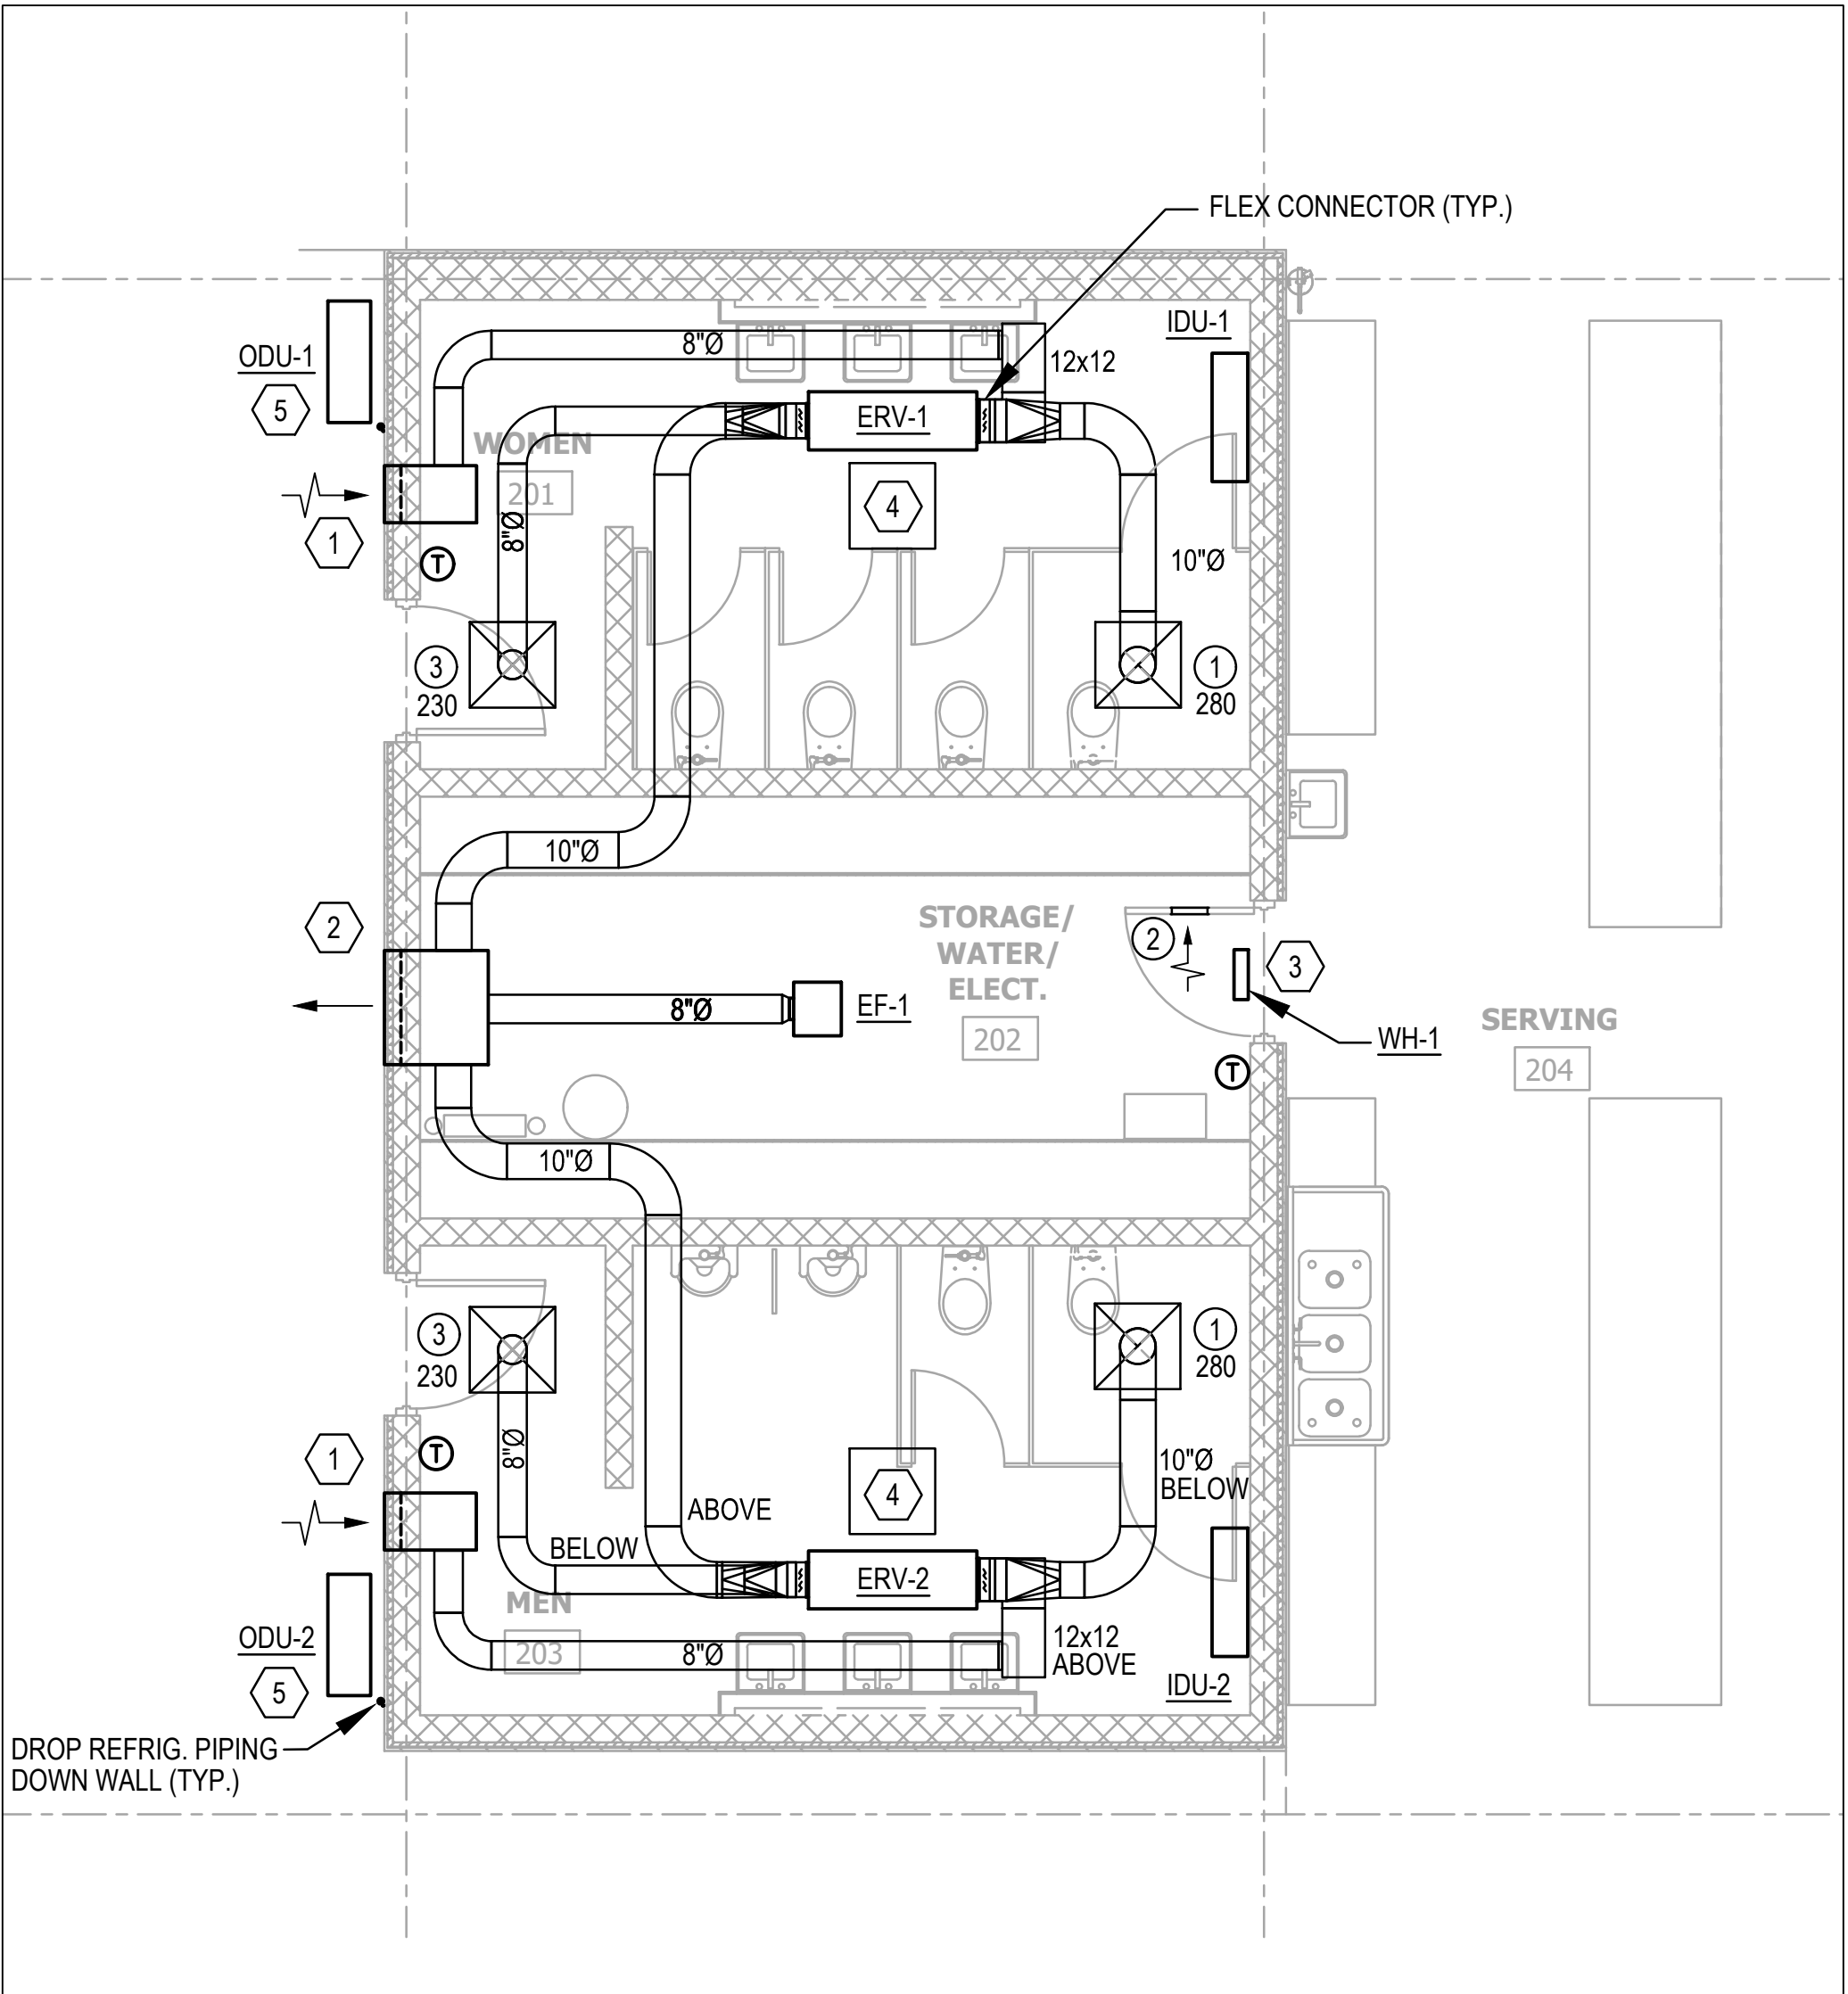 FLEX CONNECTOR (TYP.)
IDU-1
ODU-1
8"Ø
12x12
5
ERV-1
WOMEN
201
4
1
8"Ø
T
10"Ø
3
230
1
280
10"Ø
2
STORAGE/
WATER/
ELECT.
202
2
3
8"Ø
EF-1
SERVING
204
WH-1
T
10"Ø
3
230
1
280
1
T
8"Ø
4
10"Ø
BELOW
ABOVE
BELOW
ERV-2
MEN
203
ODU-2
5
8"Ø
12x12
ABOVE
IDU-2
DROP REFRIG. PIPING
DOWN WALL (TYP.)